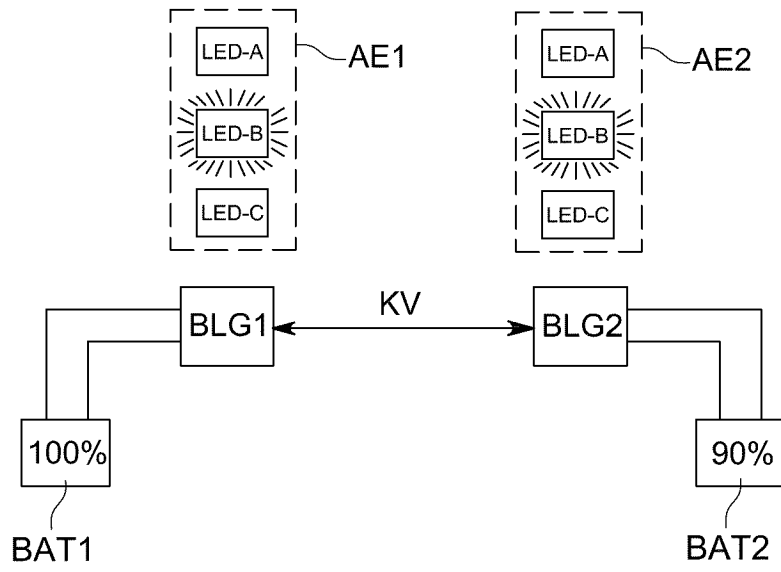 LED-A
AE1
LED-B
LED-C
LED-A
AE2
LED-B
LED-C
BLG1
KV
BLG2
100%
90%
BAT1
BAT2